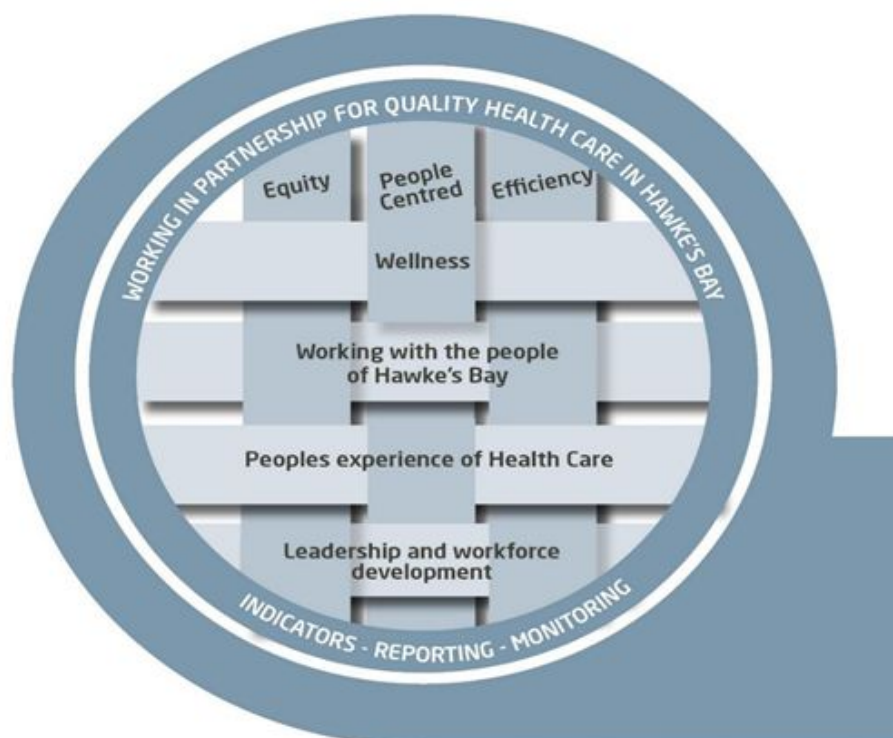 WORKING IN PARTNERSHIP FOR QUALITY HEALTH CARE IN HAWKE'S BAY
Equity
People
Centred
Efficiency
Wellness
Working with the people
of Hawke's Bay
Peoples experience of Health Care
Leadership and workforce
development
INDICATORS - REPORTING - MONITORING